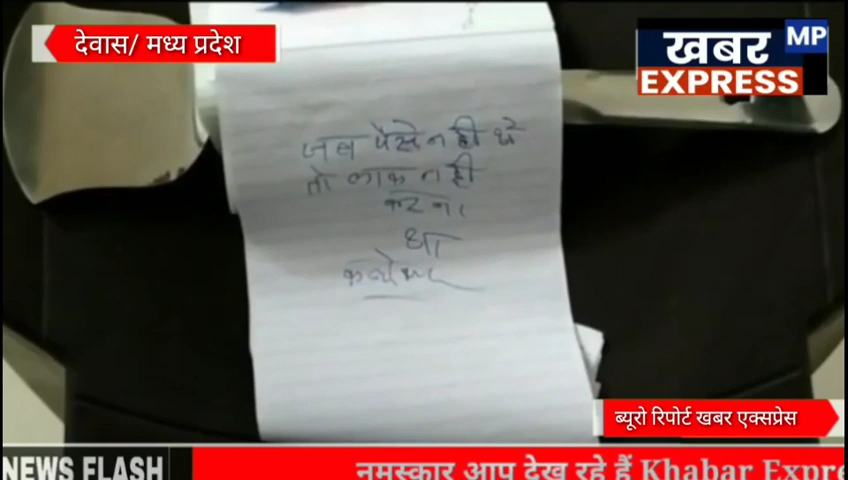 देवास/ मध्य प्रदेश
खबर MP
EXPRESS
जब पैसे नही थे
तो लाक नही
करना
था
कलेक्टर
ब्यूरो रिपोर्ट खबर एक्सप्रेस
NEWS FLASH नमस्कार आप देख रहे हैं Khabar Expre